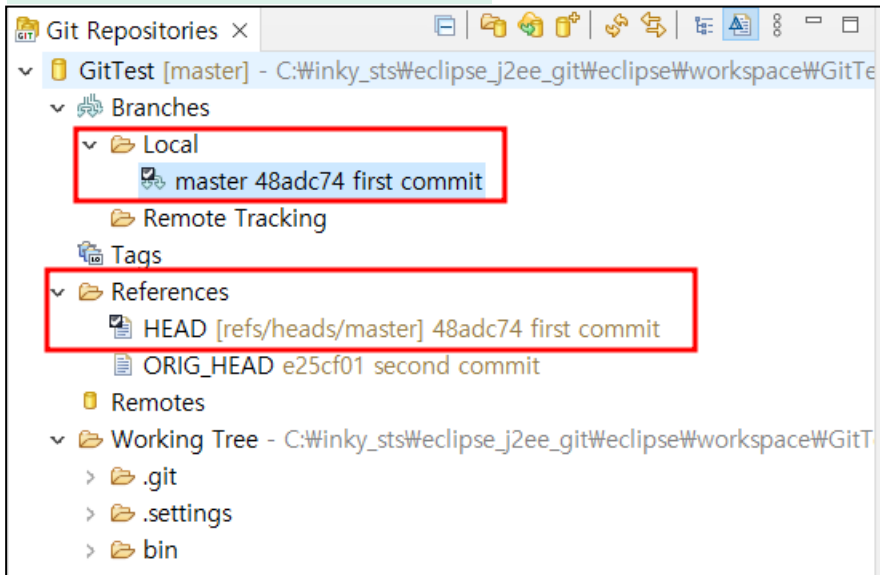 Git Repositories ×
GitTest [master] - C:₩inky_sts₩eclipse_j2ee_git₩eclipse₩workspace₩GitTe
Branches
Local
master 48adc74 first commit
Remote Tracking
Tags
References
HEAD [refs/heads/master] 48adc74 first commit
ORIG_HEAD e25cf01 second commit
Remotes
Working Tree - C:₩inky_sts₩eclipse_j2ee_git₩eclipse₩workspace₩GitT
.git
.settings
bin